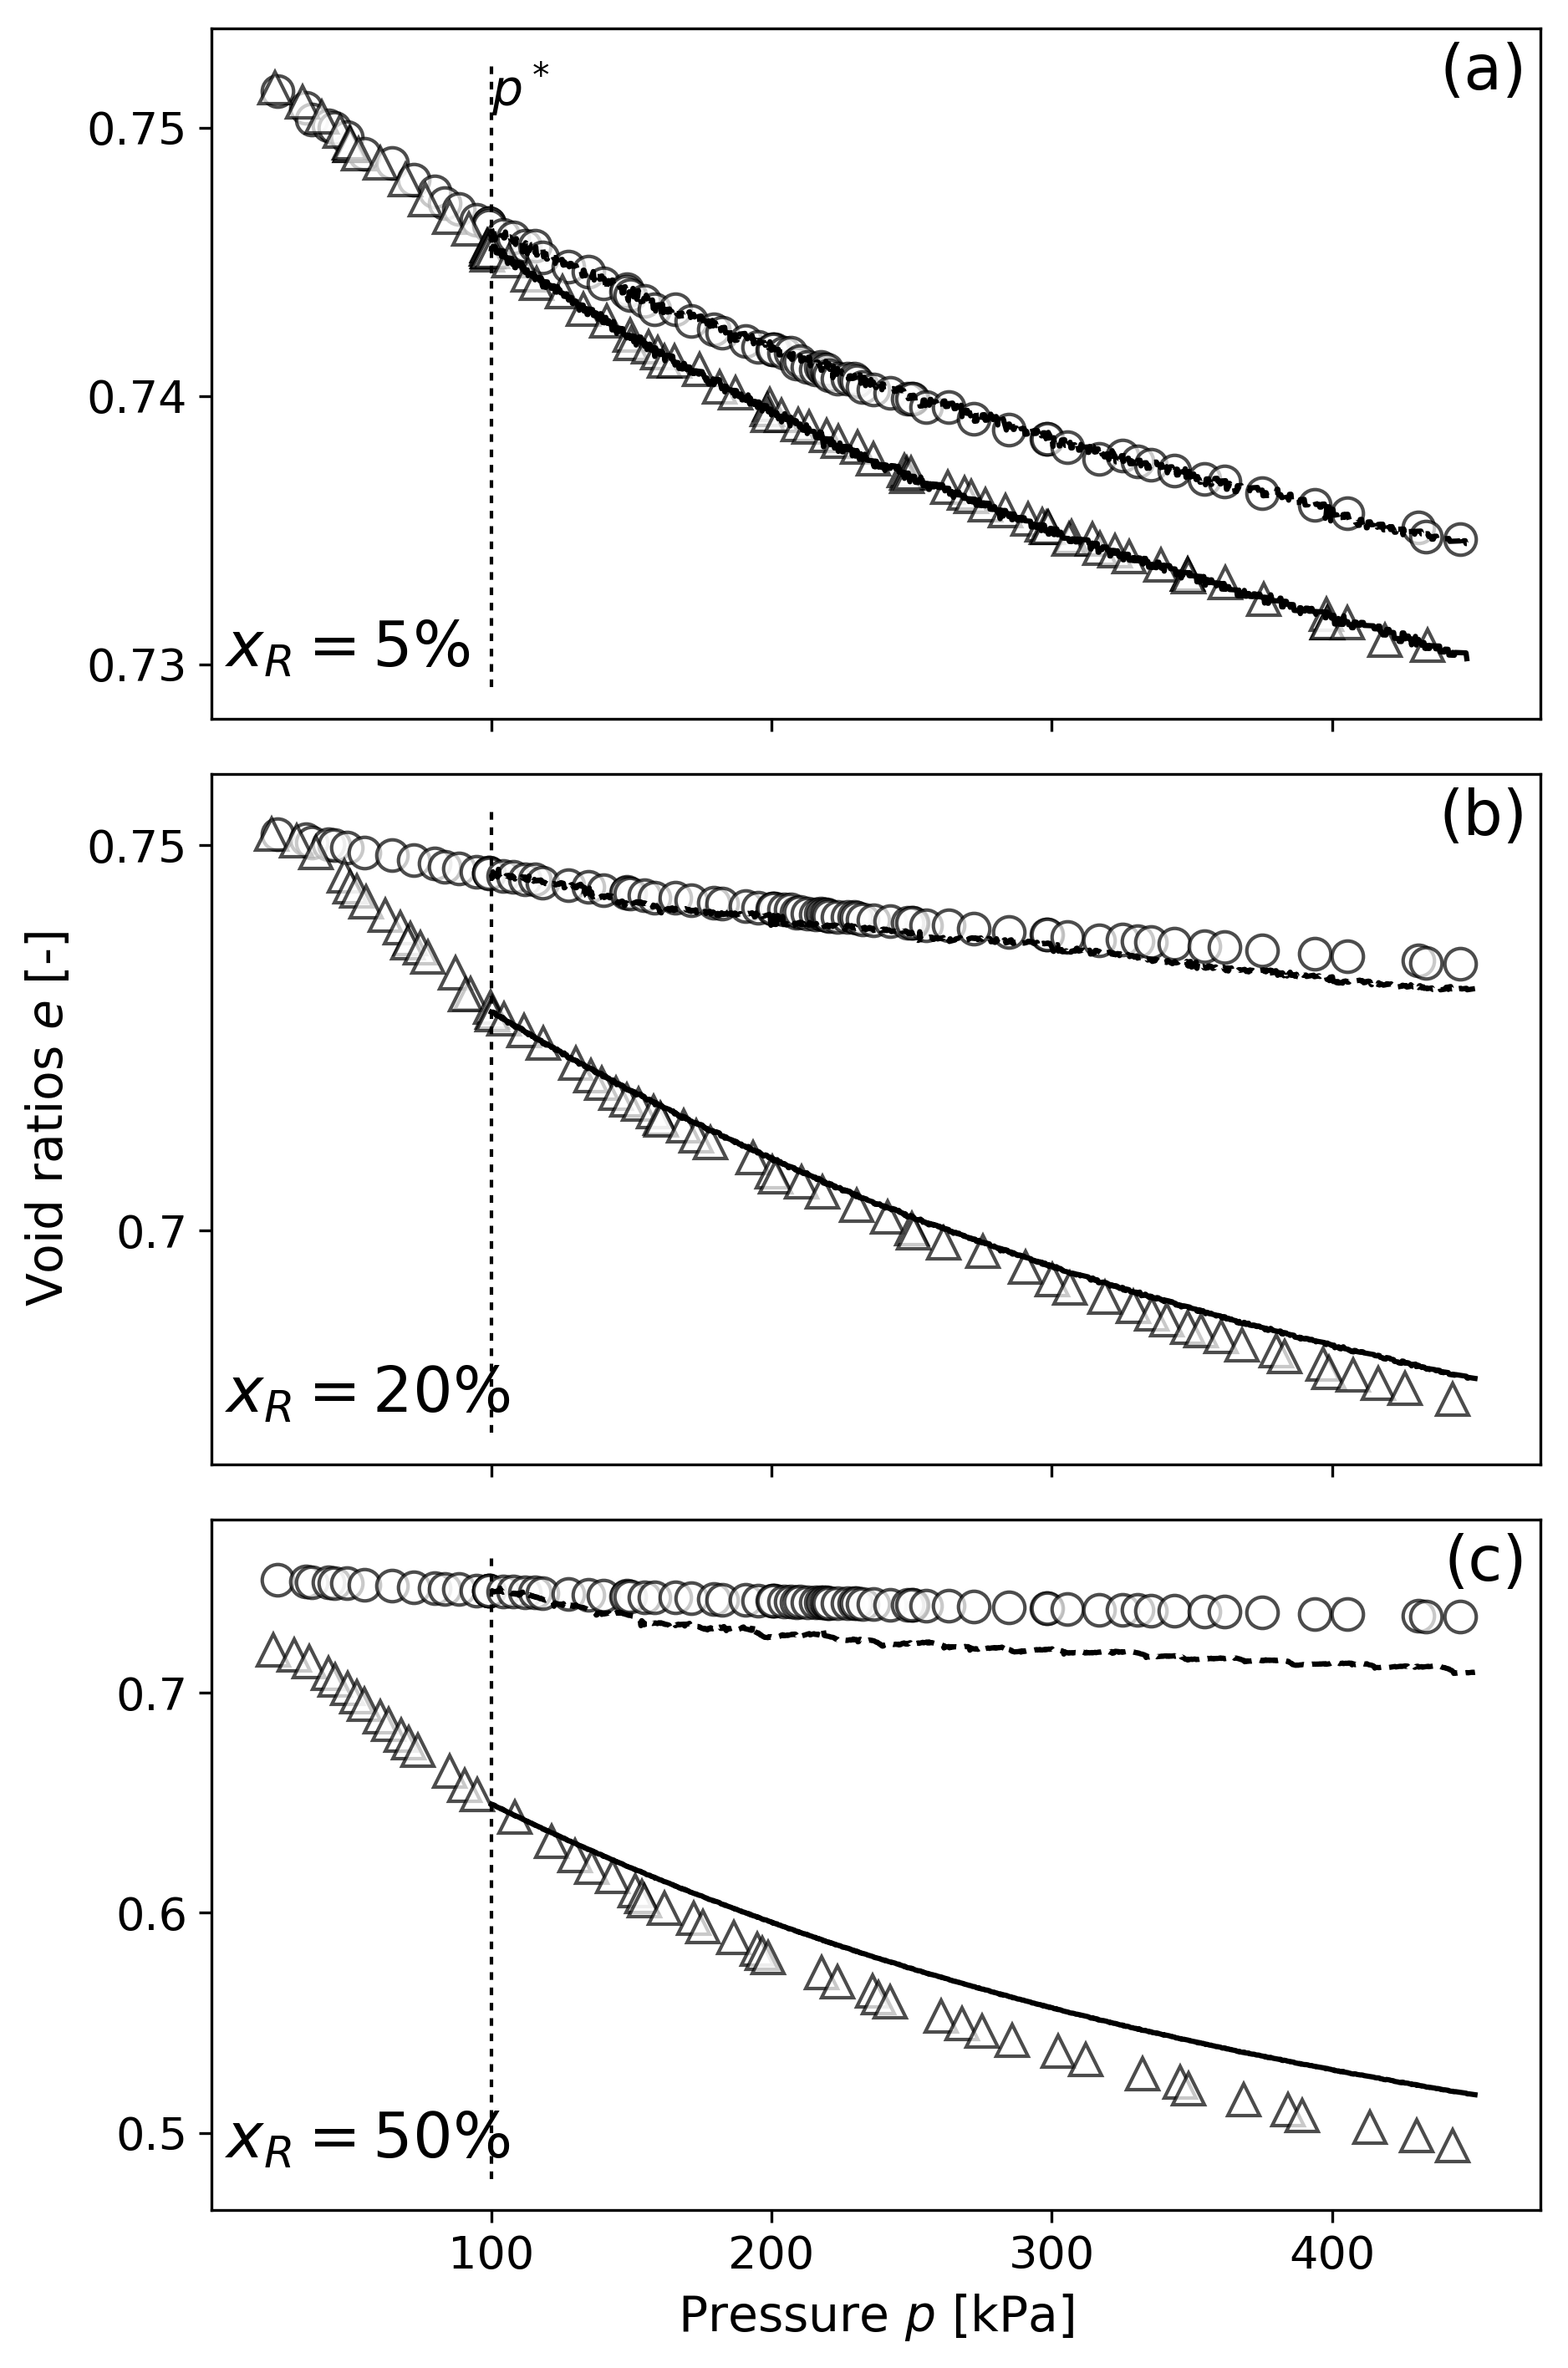 (a)
p*
0.75
0.74
0.73
x_R = 5%
(b)
0.75
0.7
x_R = 20%
Void ratios e [-]
(c)
0.7
0.6
0.5
x_R = 50%
100 200 300 400
Pressure p [kPa]